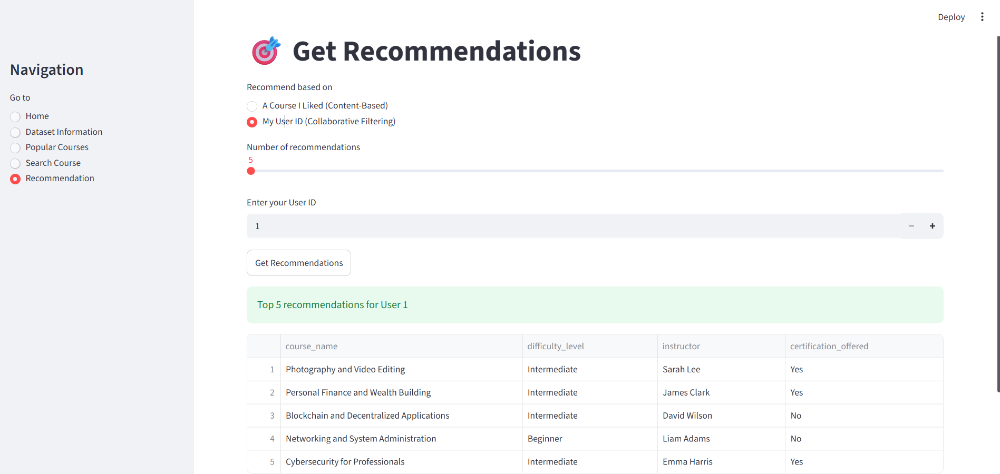 Deploy
Navigation
Go to
Home
Dataset Information
Popular Courses
Search Course
Recommendation
Get Recommendations
Recommend based on
A Course I Liked (Content-Based)
My User ID (Collaborative Filtering)
Number of recommendations
5
Enter your User ID
1
Get Recommendations
Top 5 recommendations for User 1
course_name difficulty_level instructor certification_offered
1 Photography and Video Editing Intermediate Sarah Lee Yes
2 Personal Finance and Wealth Building Intermediate James Clark Yes
3 Blockchain and Decentralized Applications Intermediate David Wilson No
4 Networking and System Administration Beginner Liam Adams No
5 Cybersecurity for Professionals Intermediate Emma Harris Yes